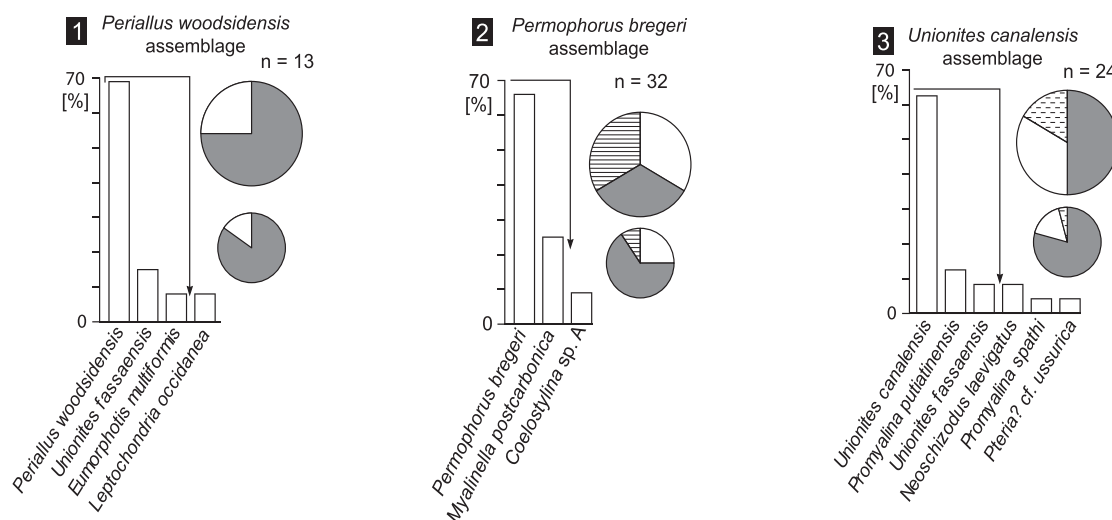 1 Periallus woodsidensis
assemblage
n = 13
70
[%]
0
Periallus woodsidensis
Unionites fassaensis
Eumorphotis multiformis
Leptochondria occidanea
2 Permophorus bregeri
assemblage
n = 32
70
[%]
0
Permophorus bregeri
Myalinella postcarbonica
Coelostylina sp. A
3 Unionites canalensis
assemblage
n = 24
70
[%]
0
Unionites canalensis
Promyalina putiatinensis
Unionites fassaensis
Neoschizodus laevigatus
Promyalina spathi
Pteria? cf. ussurica